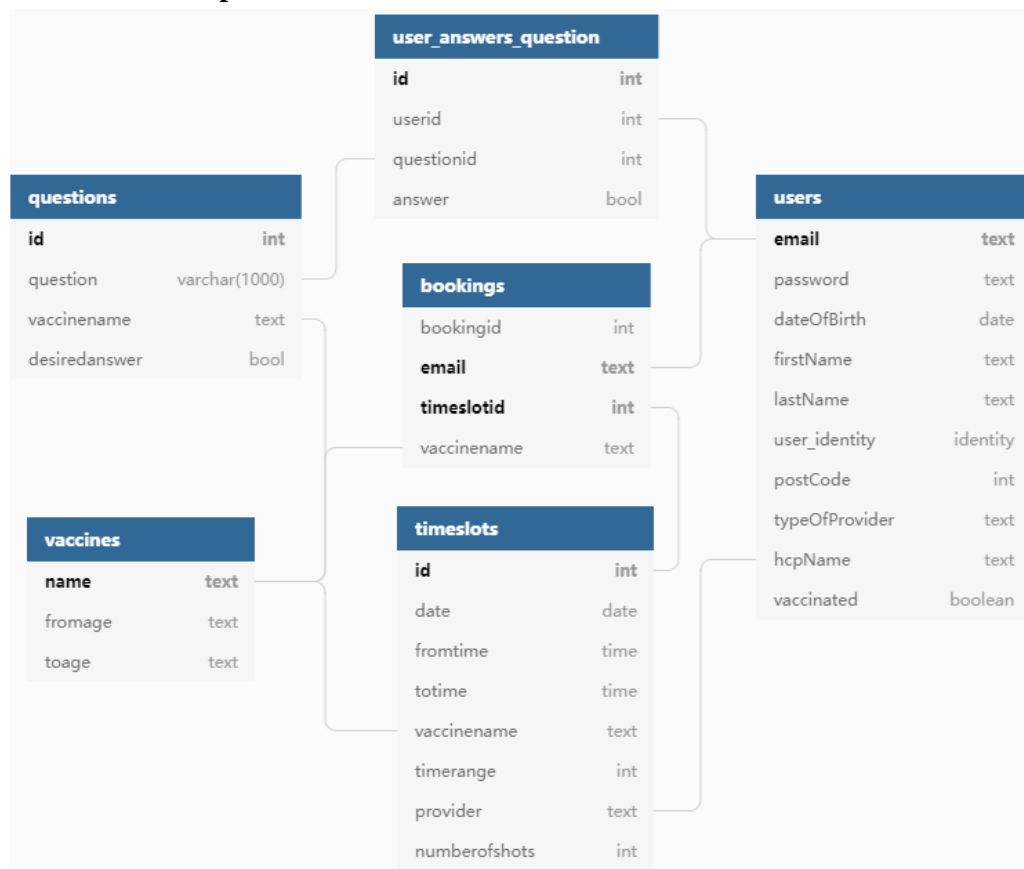 user_answers_question
id int
userid int
questionid int
answer bool
questions
id int
question varchar(1000)
vaccinename text
desiredanswer bool
users
email text
password text
dateOfBirth date
firstName text
lastName text
user_identity identity
postCode int
typeOfProvider text
hcpName text
vaccinated boolean
bookings
bookingid int
email text
timeslotid int
vaccinename text
vaccines
name text
fromage text
toage text
timeslots
id int
date date
fromtime time
totime time
vaccinename text
timerange int
provider text
numberofshots int